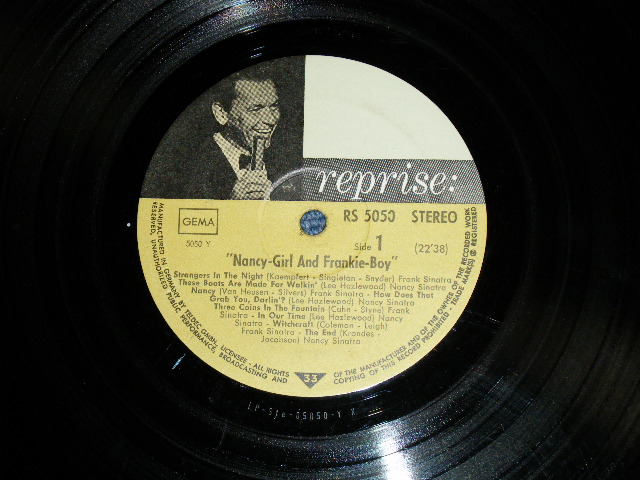 reprise:
GEMA
RS 5050 STEREO
5050 Y
Side 1
(22'38)
"Nancy-Girl And Frankie-Boy"
Strangers In The Night (Kaempfert - Singleton - Snyder) Frank Sinatra
These Boots Are Made For Walkin' (Lee Hazlewood) Nancy Sinatra
Nancy (Van Heusen - Silvers) Frank Sinatra - How Does That
Grab You, Darlin'? (Lee Hazlewood) Nancy Sinatra
Three Coins In The Fountain (Cahn - Styne) Frank
Sinatra - In Our Time (Lee Hazlewood) Nancy
Sinatra - Witchcraft (Coleman - Leigh)
Frank Sinatra - The End (Krondes -
Jacobson) Nancy Sinatra
MANUFACTURED IN GERMANY BY TELDEC GMBH, LICENSEE - ALL RIGHTS
OF THE MANUFACTURER AND OF THE OWNER OF THE RECORDED WORK
RESERVED, UNAUTHORIZED PUBLIC PERFORMANCE, BROADCASTING AND
COPYING OF THIS RECORD PROHIBITED - TRADE MARK(S) ® REGISTERED
33